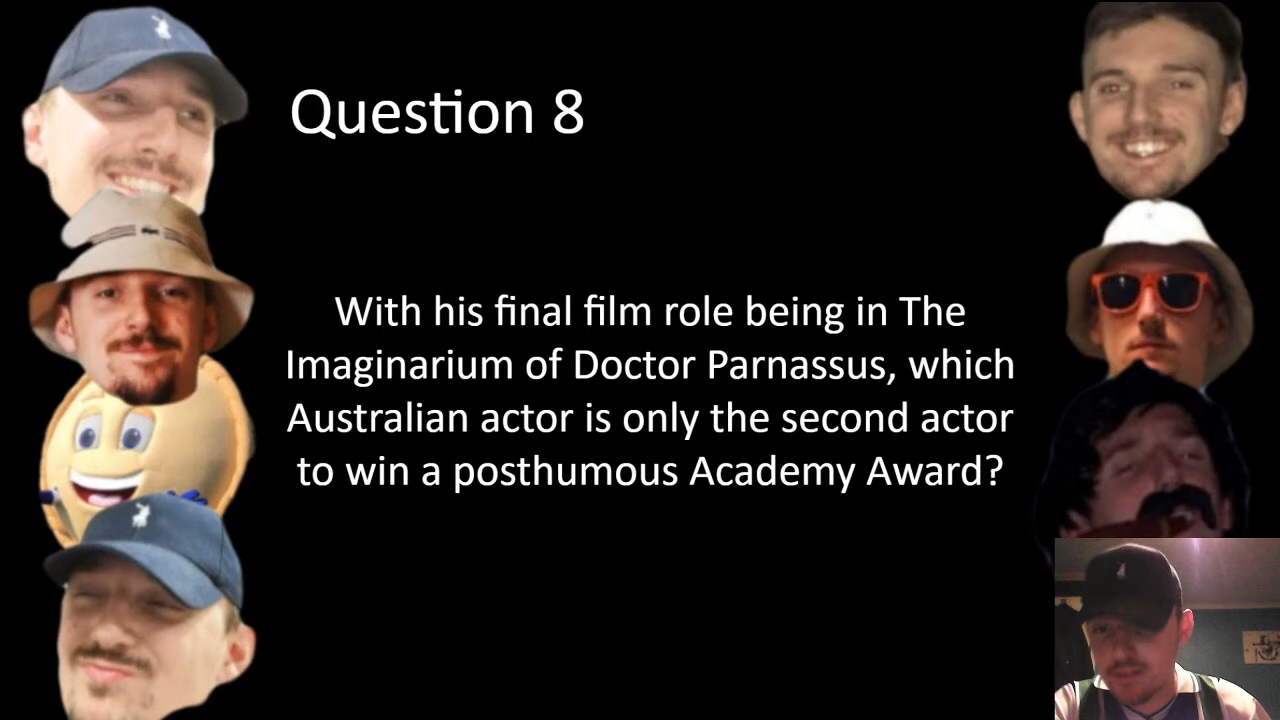 Question 8
With his final film role being in The
Imaginarium of Doctor Parnassus, which
Australian actor is only the second actor
to win a posthumous Academy Award?